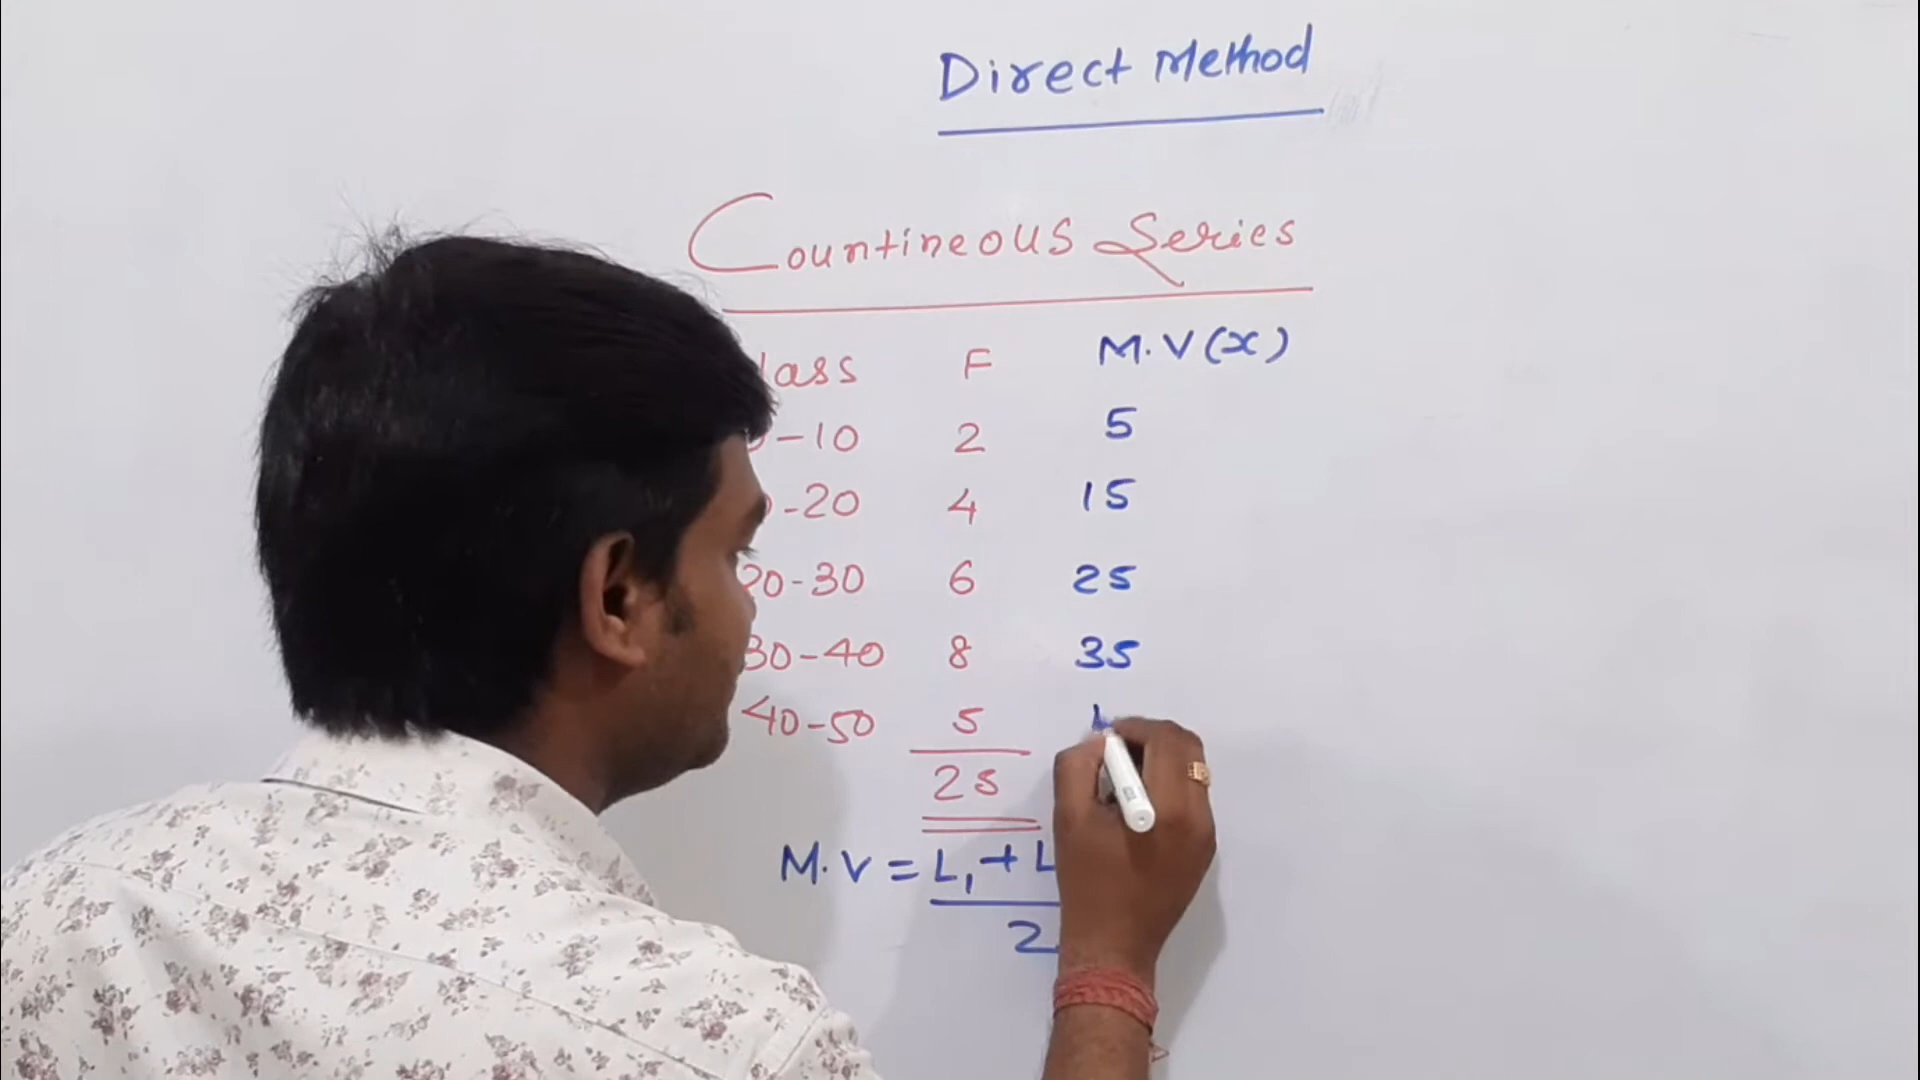 Direct Method
Countineous Series
lass F M.V(x)
-10 2 5
-20 4 15
20-30 6 25
30-40 8 35
40-50 5
25
M.V = L₁ + L
2